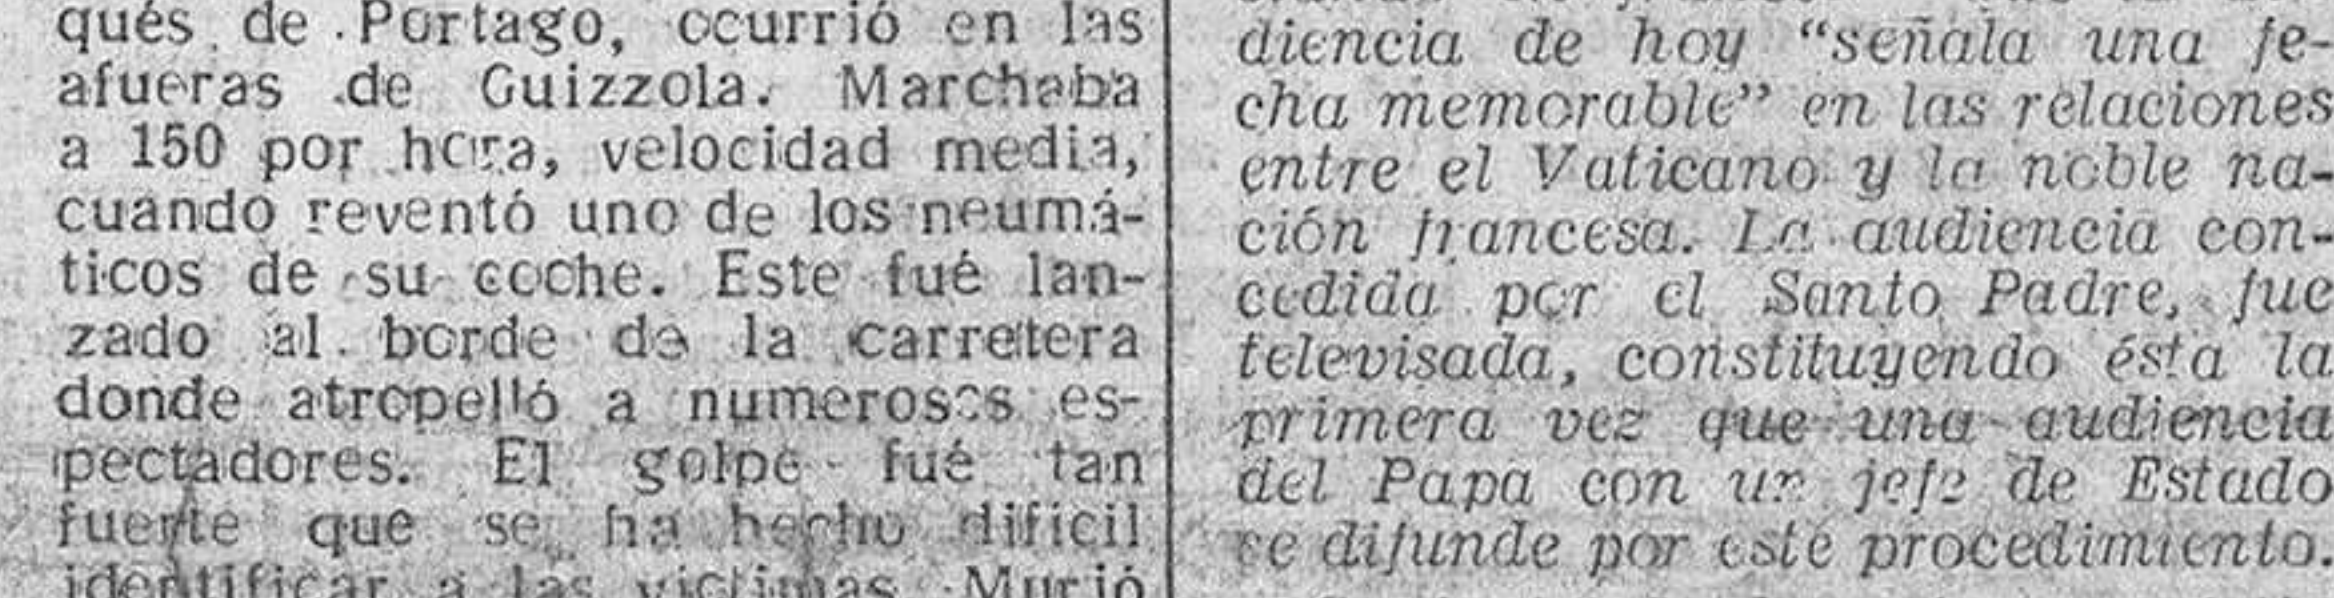 qués de Portago, ocurrió en las
afueras de Guizzola. Marchaba
a 150 por hora, velocidad media,
cuando reventó uno de los neumá-
ticos de su coche. Este fué lan-
zado al borde de la carretera
donde atropelló a numerosos es-
pectadores. El golpe fué tan
fuerte que se ha hecho dificil
identificar a las víctimas. Murió
diencia de hoy “señala una fe-
cha memorable” en las relaciones
entre el Vaticano y la noble na-
ción francesa. La audiencia con-
cedida por el Santo Padre, fue
televisada, constituyendo ésta la
primera vez que una audiencia
del Papa con un jefe de Estado
se difunde por este procedimiento.